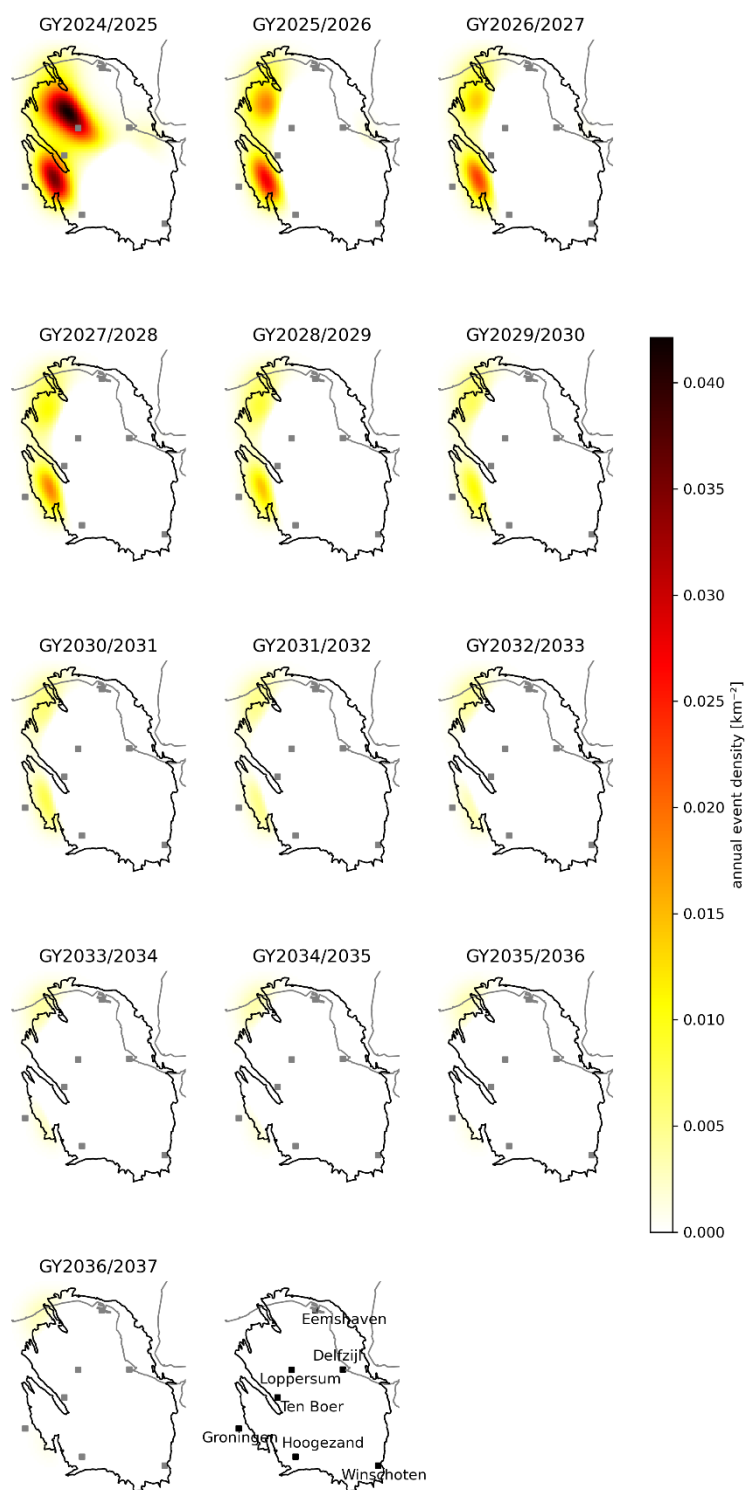 GY2024/2025 GY2025/2026 GY2026/2027
GY2027/2028 GY2028/2029 GY2029/2030
GY2030/2031 GY2031/2032 GY2032/2033
GY2033/2034 GY2034/2035 GY2035/2036
GY2036/2037
Eemshaven
Delfzijl
Loppersum
Ten Boer
Groningen
Hoogezand
Winschoten
0.040
0.035
0.030
0.025
0.020
0.015
0.010
0.005
0.000
annual event density [km⁻²]